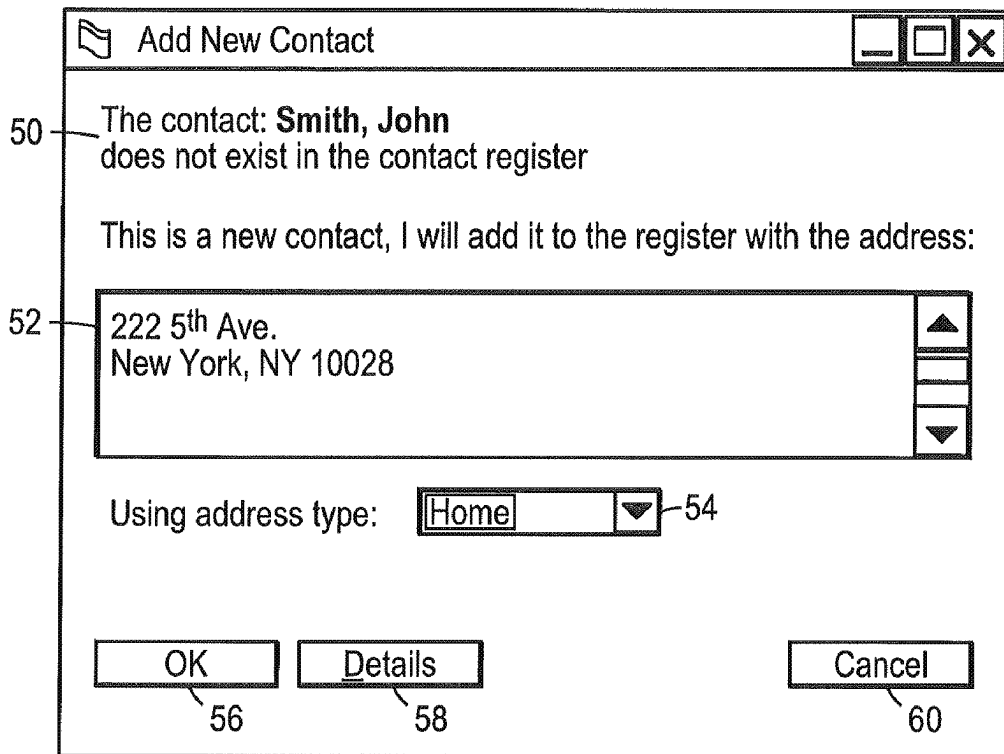 Add New Contact
50
The contact: Smith, John
does not exist in the contact register
This is a new contact, I will add it to the register with the address:
52
222 5th Ave.
New York, NY 10028
Using address type: Home 54
OK Details Cancel
56 58 60